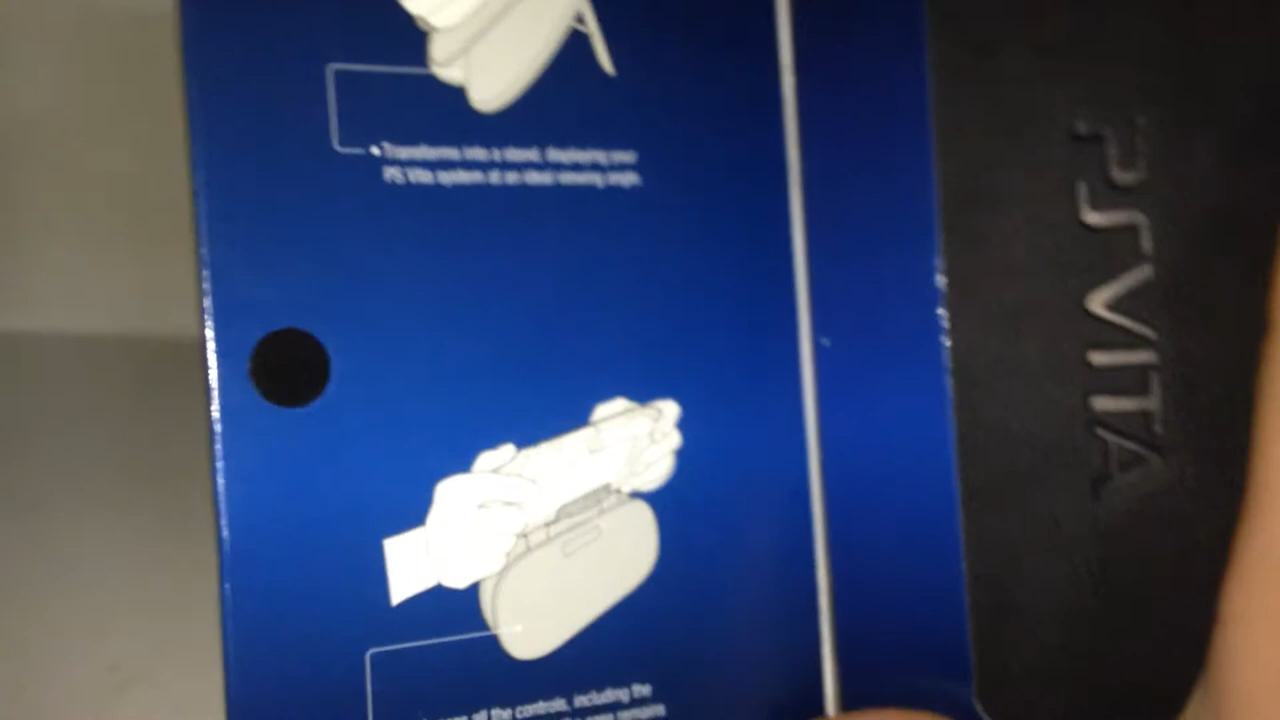 Transforms into a stand, displaying your
PS Vita system at an ideal viewing angle.
all the controls, including the
remains
PSVITA